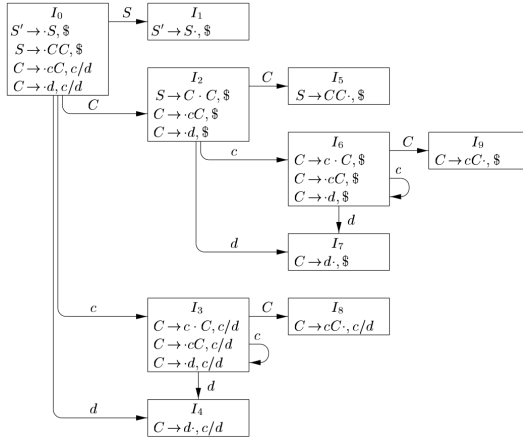 I₀
S′ → ·S, $
S → ·CC, $
C → ·cC, c/d
C → ·d, c/d
S
I₁
S′ → S·, $
C
I₂
S → C · C, $
C → ·cC, $
C → ·d, $
C
I₅
S → CC·, $
c
I₆
C → c · C, $
C → ·cC, $
C → ·d, $
C
I₉
C → cC·, $
c
d
d
I₇
C → d·, $
c
I₃
C → c · C, c/d
C → ·cC, c/d
C → ·d, c/d
C
I₈
C → cC·, c/d
c
d
d
I₄
C → d·, c/d